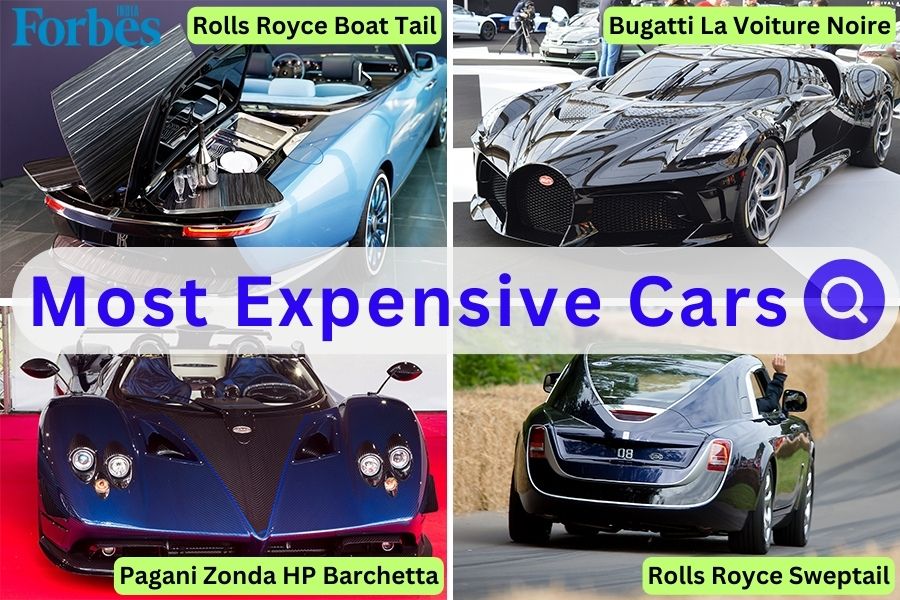 Forbes
INDIA
Rolls Royce Boat Tail
Bugatti La Voiture Noire
Most Expensive Cars
08
Pagani Zonda HP Barchetta
Rolls Royce Sweptail